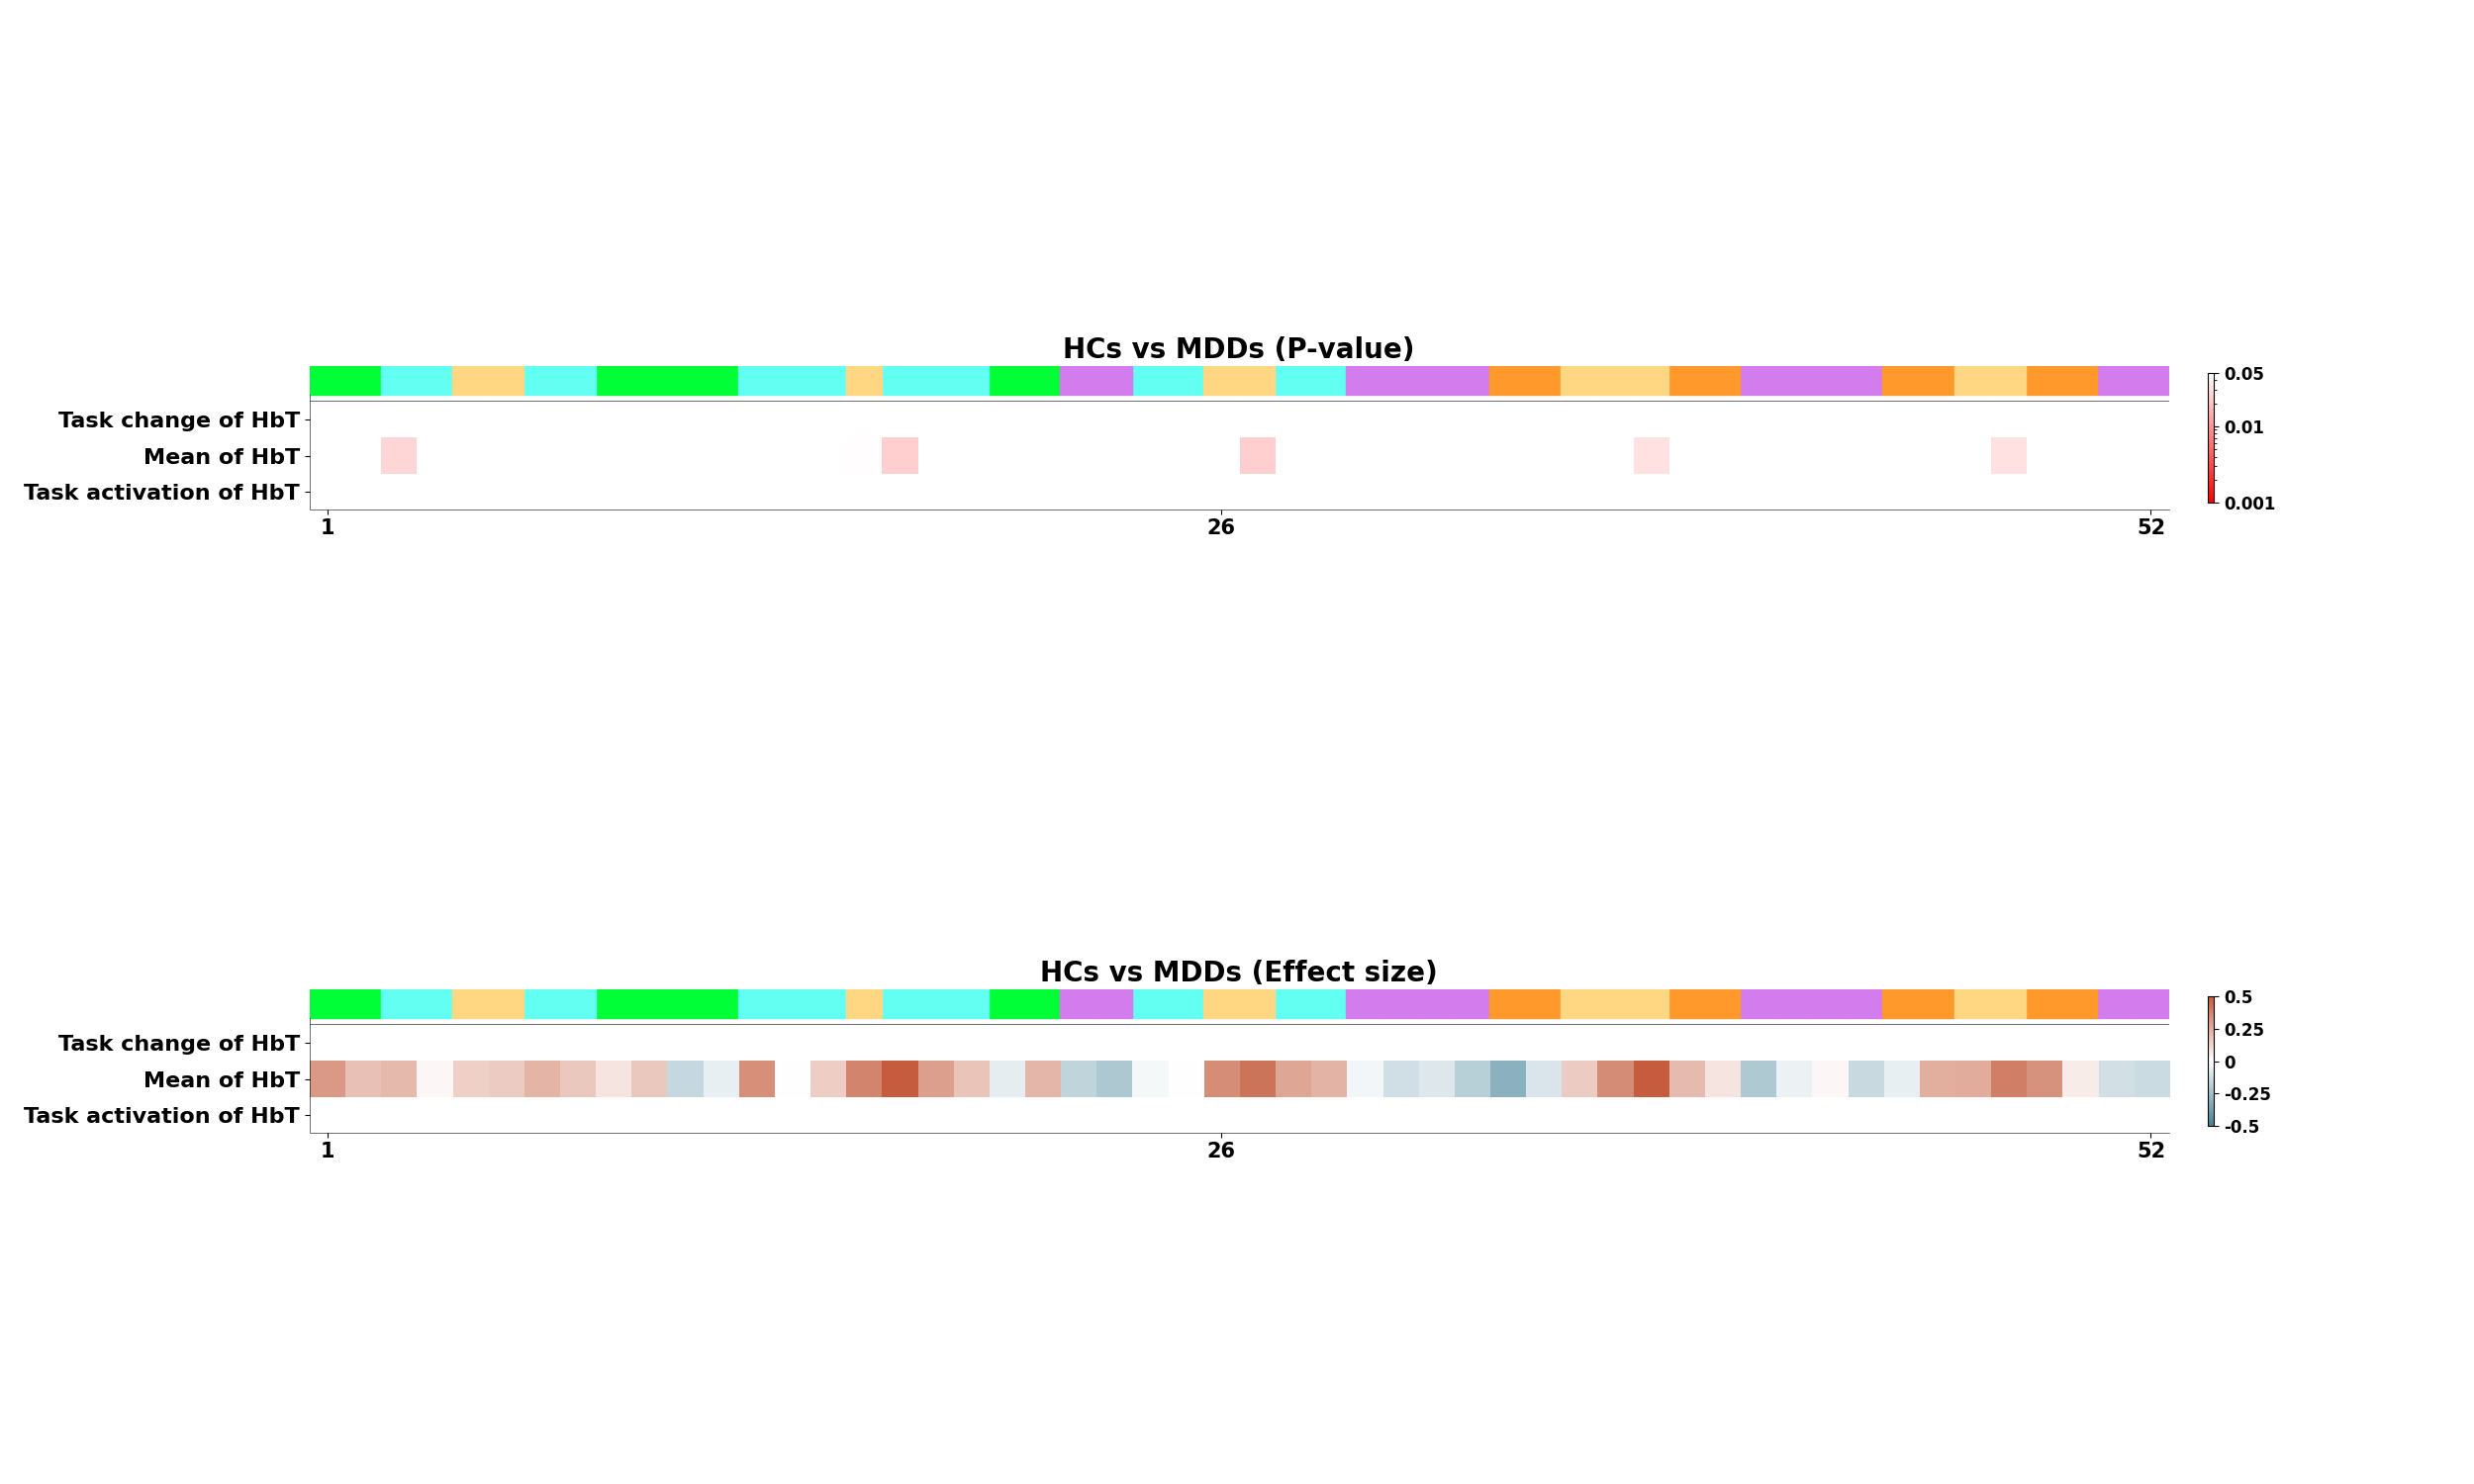 HCs vs MDDs (P-value)
Task change of HbT
Mean of HbT
Task activation of HbT
1
26
52
0.05
0.01
0.001
HCs vs MDDs (Effect size)
Task change of HbT
Mean of HbT
Task activation of HbT
1
26
52
0.5
0.25
0
-0.25
-0.5